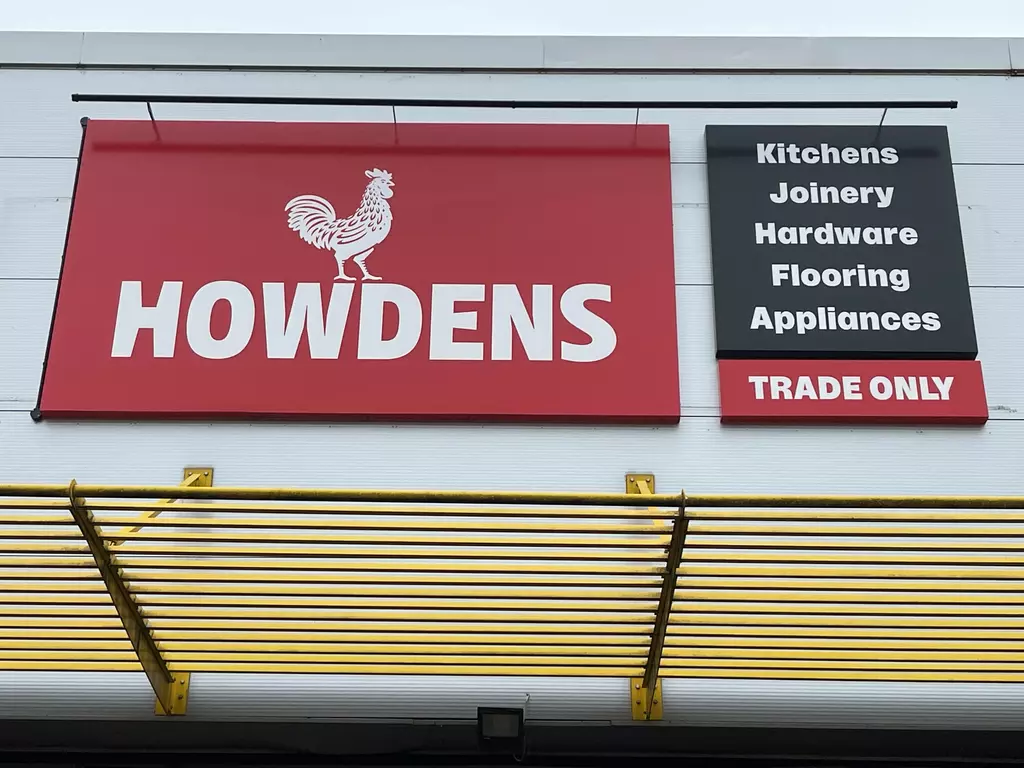 HOWDENS
Kitchens
Joinery
Hardware
Flooring
Appliances
TRADE ONLY